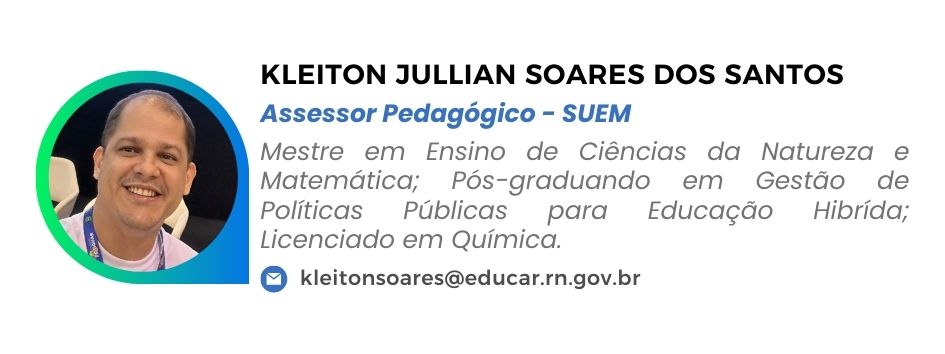 KLEITON JULLIAN SOARES DOS SANTOS
Assessor Pedagógico - SUEM
Mestre em Ensino de Ciências da Natureza e
Matemática; Pós-graduando em Gestão de
Políticas Públicas para Educação Hibrída;
Licenciado em Química.
kleitonsoares@educar.rn.gov.br